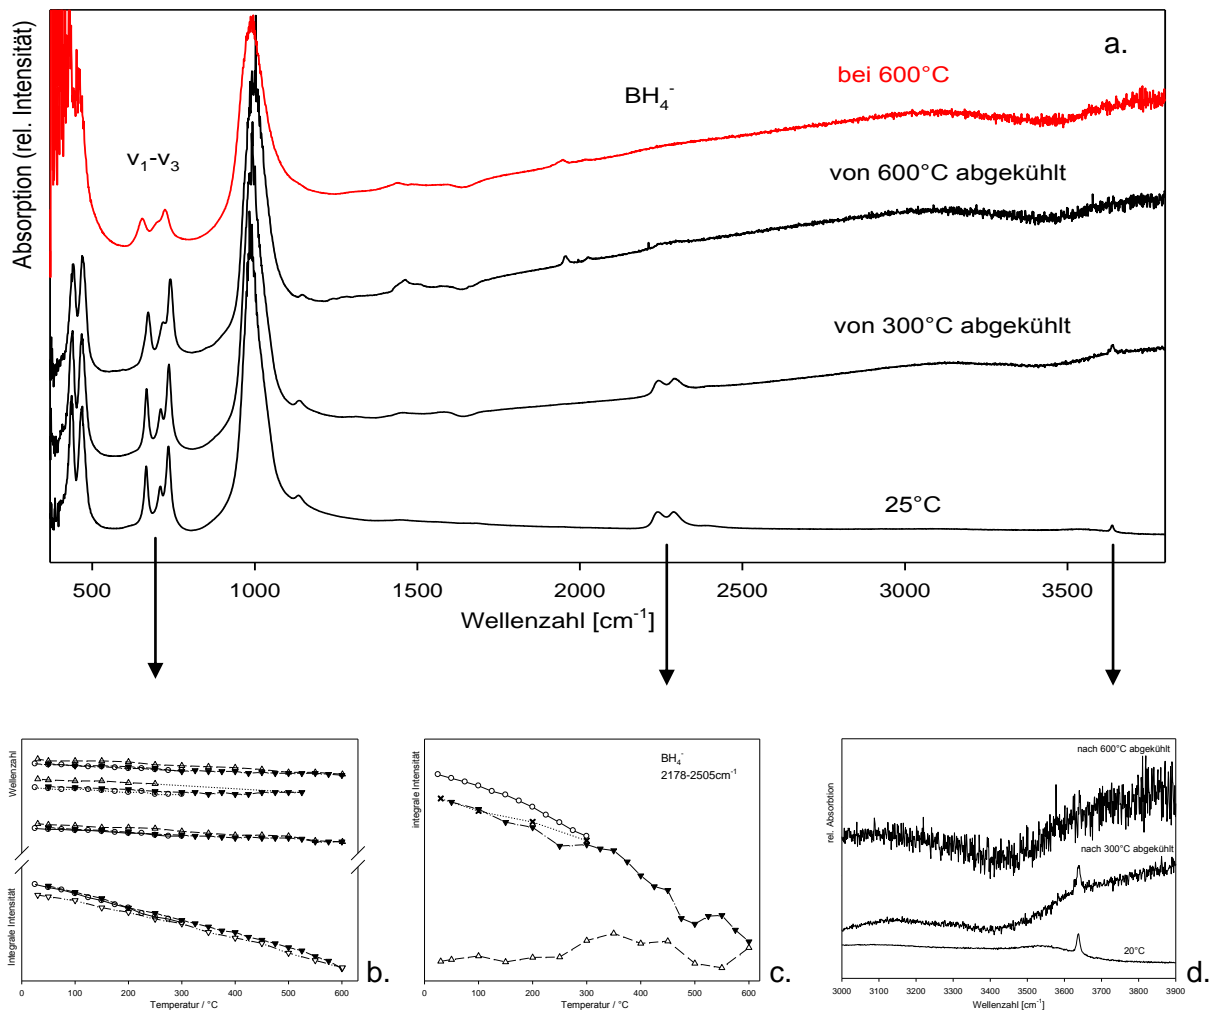 Absorption (rel. Intensität)
a.
bei 600°C
BH₄⁻
v₁-v₃
von 600°C abgekühlt
von 300°C abgekühlt
25°C
500 1000 1500 2000 2500 3000 3500
Wellenzahl [cm⁻¹]
Wellenzahl
Integrale Intensität
0 100 200 300 400 500 600
Temperatur / °C
b.
integrale Intensität
BH₄⁻
2178-2505cm⁻¹
0 100 200 300 400 500 600
Temperatur / °C
c.
rel. Absorbtion
nach 600°C abgekühlt
nach 300°C abgekühlt
20°C
3000 3100 3200 3300 3400 3500 3600 3700 3800 3900
Wellenzahl [cm⁻¹]
d.